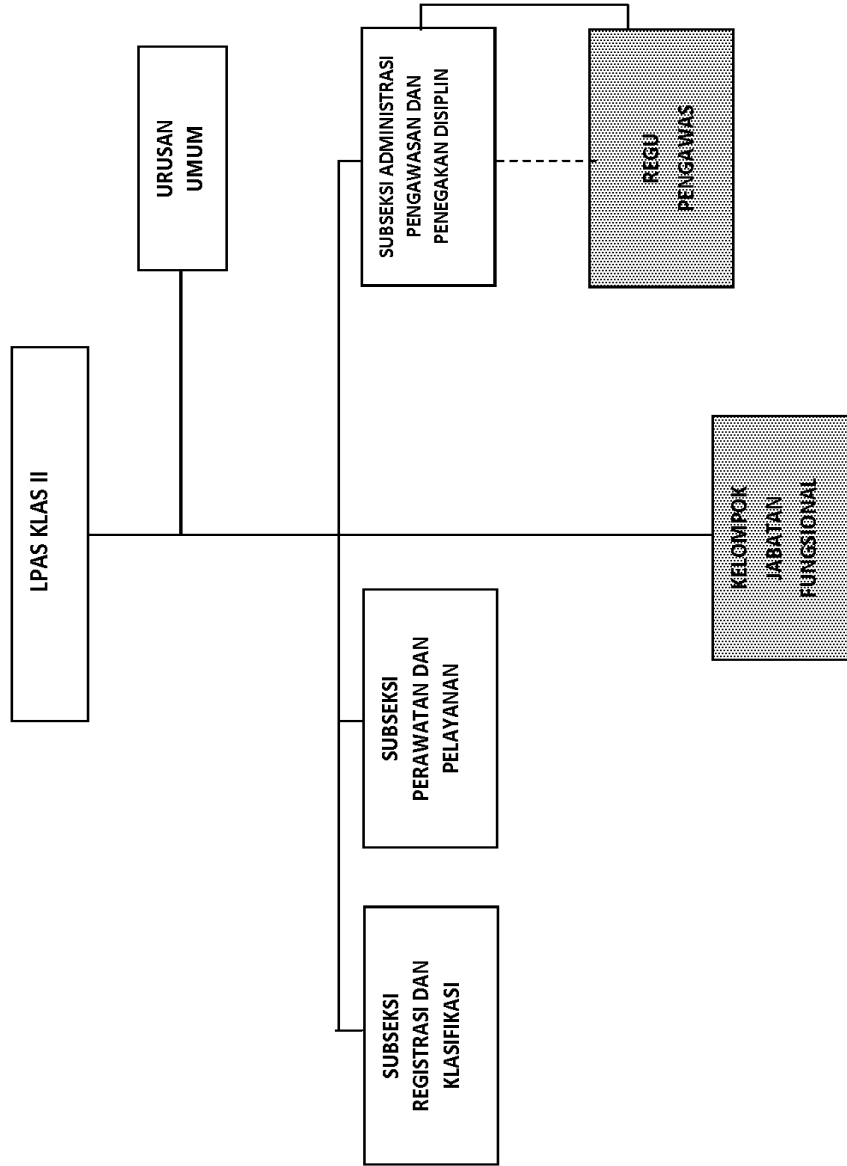 LPAS KLAS II
URUSAN
UMUM
SUBSEKSI
REGISTRASI DAN
KLASIFIKASI
SUBSEKSI
PERAWATAN DAN
PELAYANAN
SUBSEKSI ADMINISTRASI
PENGAWASAN DAN
PENEGAKAN DISIPLIN
REGU
PENGAWAS
KELOMPOK
JABATAN
FUNGSIONAL